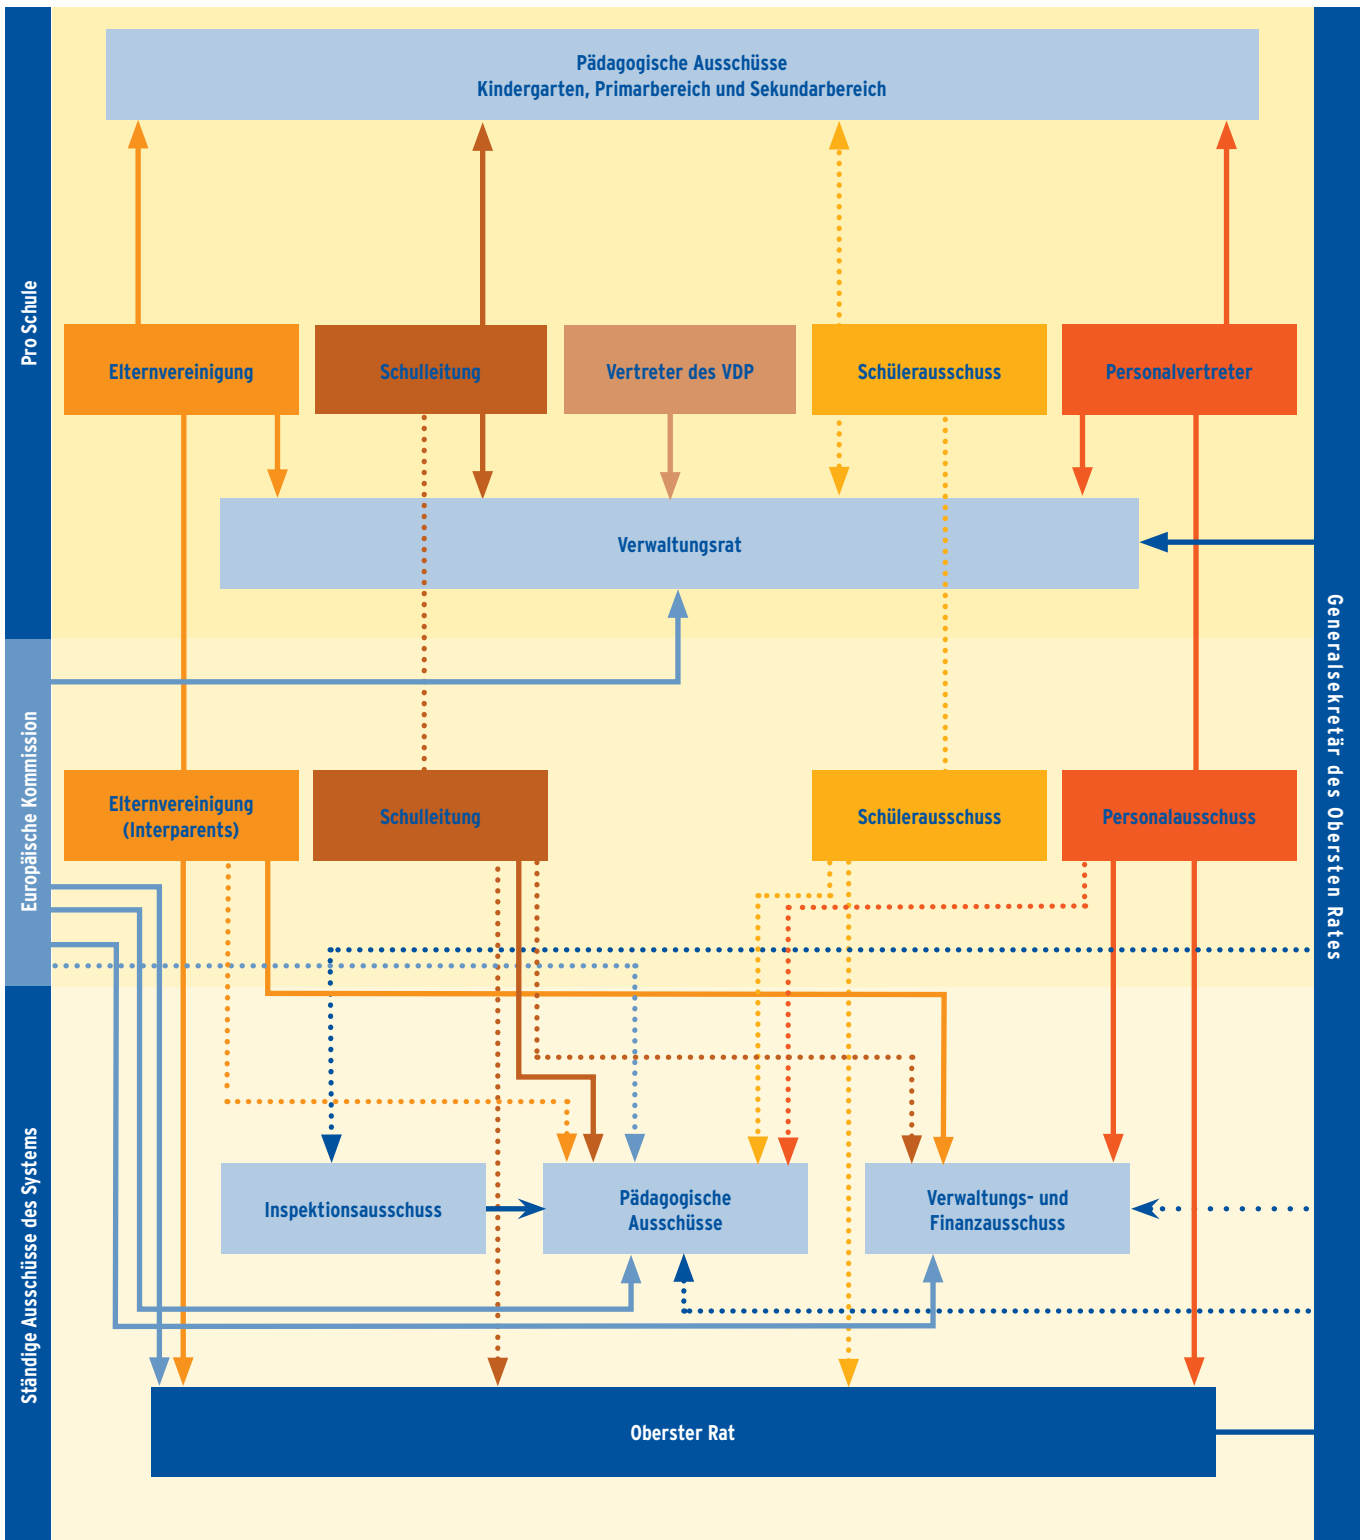 Pädagogische Ausschüsse
Kindergarten, Primarbereich und Sekundarbereich
Pro Schule
Elternvereinigung
Schulleitung
Vertreter des VDP
Schülerausschuss
Personalvertreter
Verwaltungsrat
Generalsekretär des Obersten Rates
Europäische Kommission
Elternvereinigung
(Interparents)
Schulleitung
Schülerausschuss
Personalausschuss
Ständige Ausschüsse des Systems
Inspektionsausschuss
Pädagogische
Ausschüsse
Verwaltungs- und
Finanzausschuss
Oberster Rat